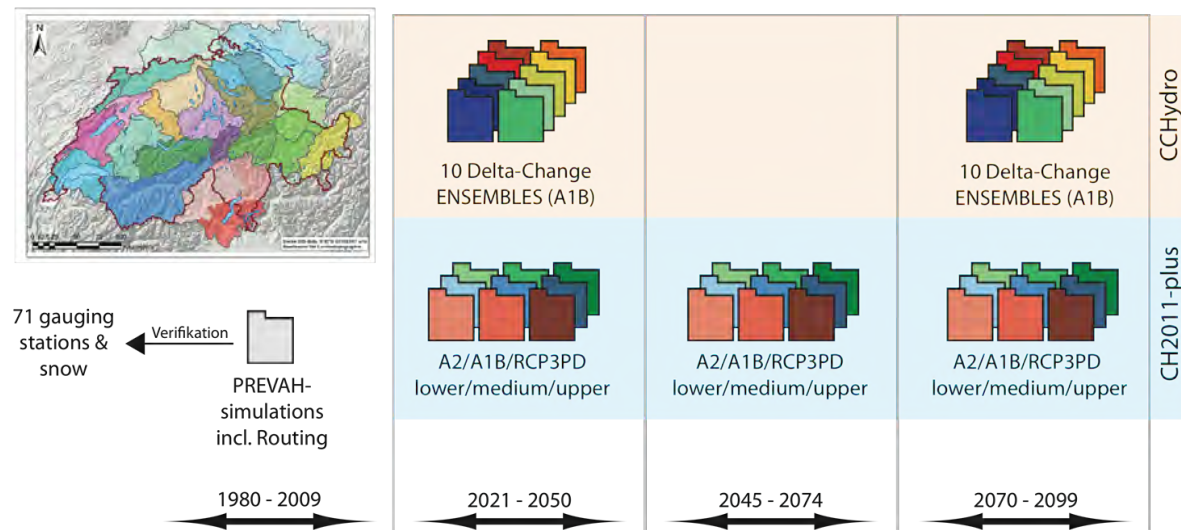 N
71 gauging
stations &
snow
Verifikation
PREVAH-
simulations
incl. Routing
1980 - 2009
10 Delta-Change
ENSEMBLES (A1B)
10 Delta-Change
ENSEMBLES (A1B)
CCHydro
A2/A1B/RCP3PD
lower/medium/upper
A2/A1B/RCP3PD
lower/medium/upper
A2/A1B/RCP3PD
lower/medium/upper
CH2011-plus
2021 - 2050
2045 - 2074
2070 - 2099